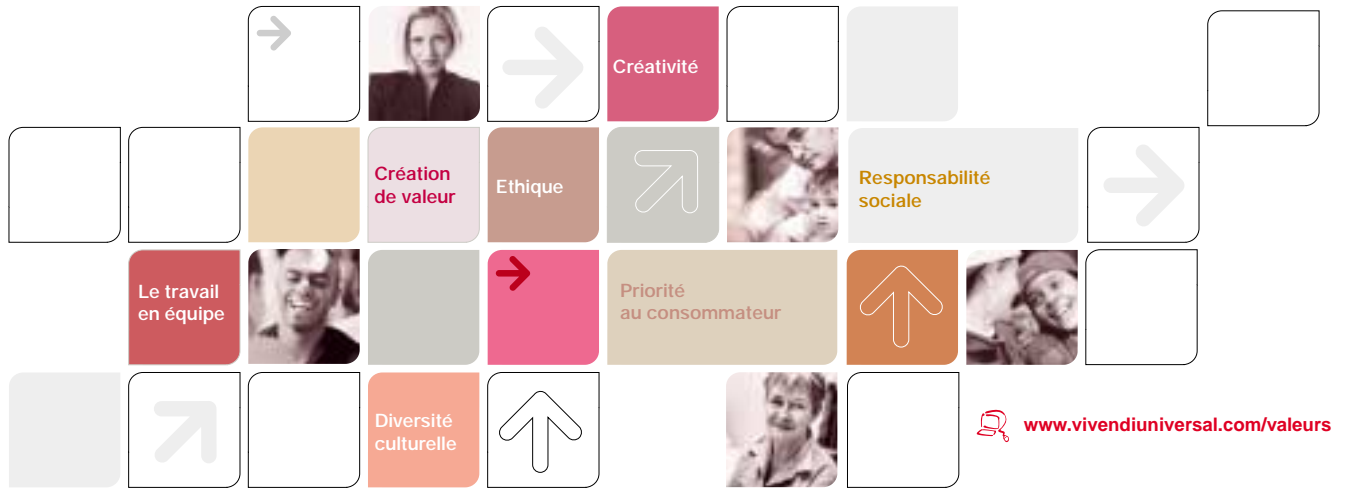 Créativité
Création
de valeur
Ethique
Responsabilité
sociale
Le travail
en équipe
Priorité
au consommateur
Diversité
culturelle
www.vivendiuniversal.com/valeurs